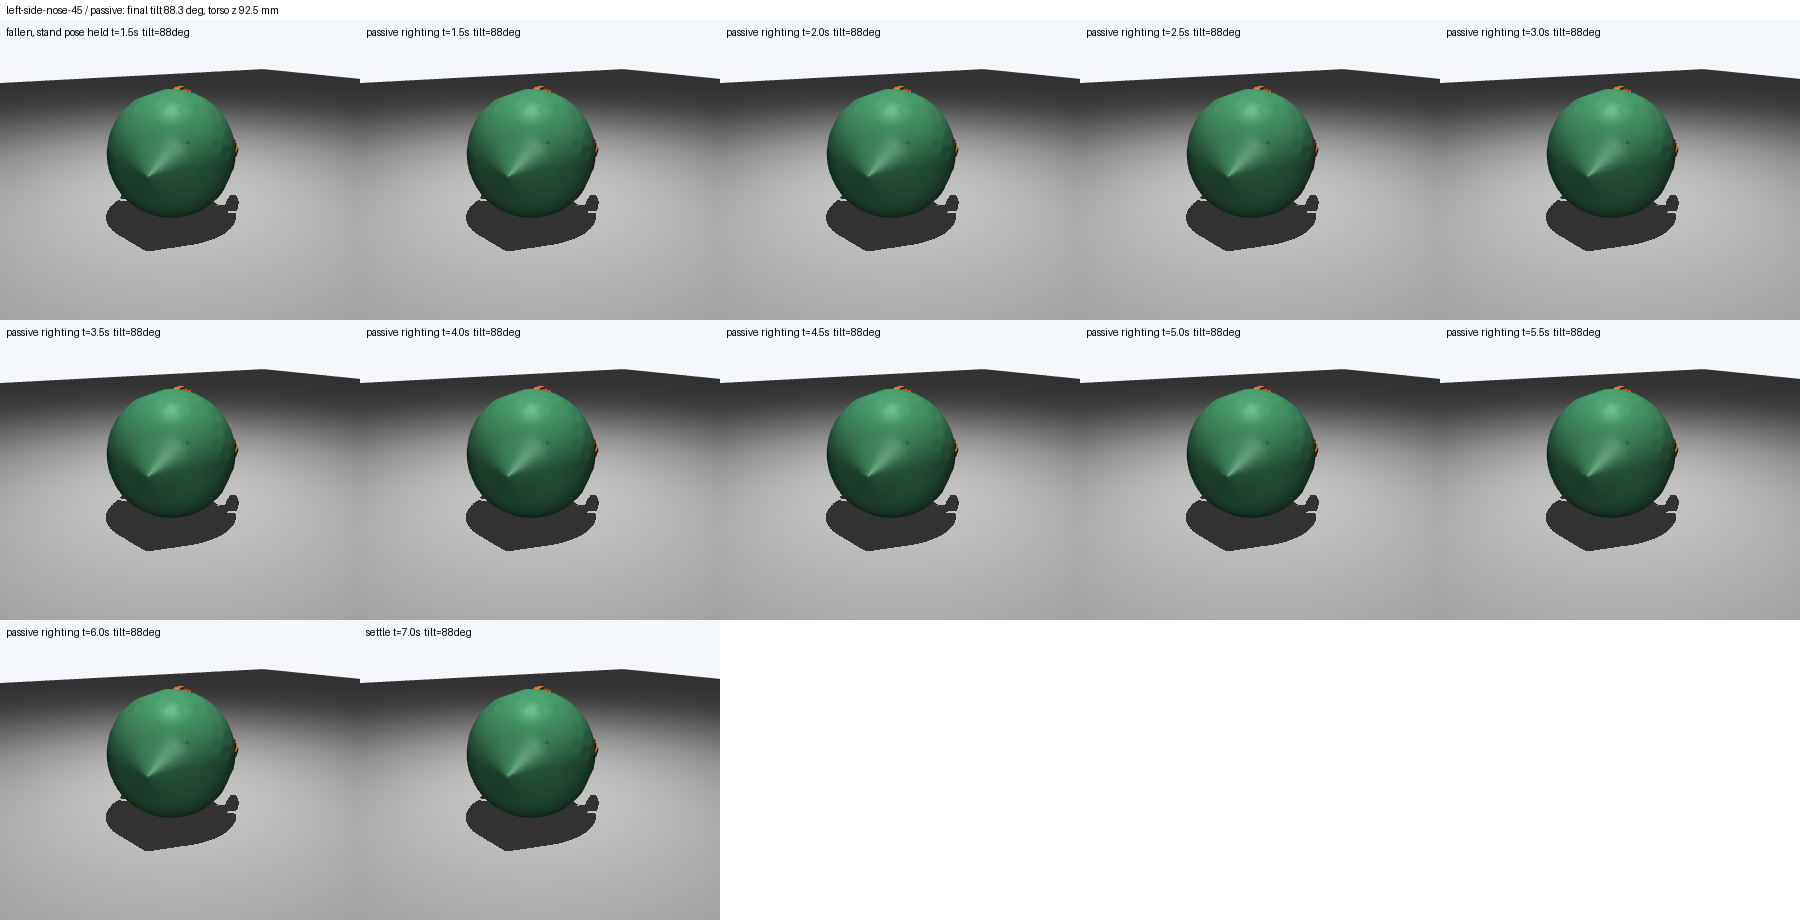 left-side-nose-45 / passive: final tilt 88.3 deg, torso z 92.5 mm
fallen, stand pose held t=1.5s tilt=88deg
passive righting t=1.5s tilt=88deg
passive righting t=2.0s tilt=88deg
passive righting t=2.5s tilt=88deg
passive righting t=3.0s tilt=88deg
passive righting t=3.5s tilt=88deg
passive righting t=4.0s tilt=88deg
passive righting t=4.5s tilt=88deg
passive righting t=5.0s tilt=88deg
passive righting t=5.5s tilt=88deg
passive righting t=6.0s tilt=88deg
settle t=7.0s tilt=88deg